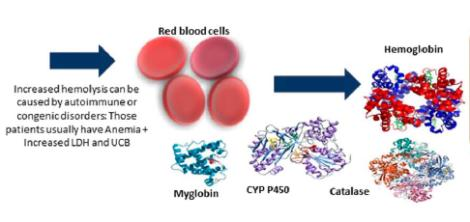 Red blood cells
Hemoglobin
Increased hemolysis can be
caused by autoimmune or
congenic disorders: Those
patients usually have Anemia +
Increased LDH and UCB
Myglobin
CYP P450
Catalase